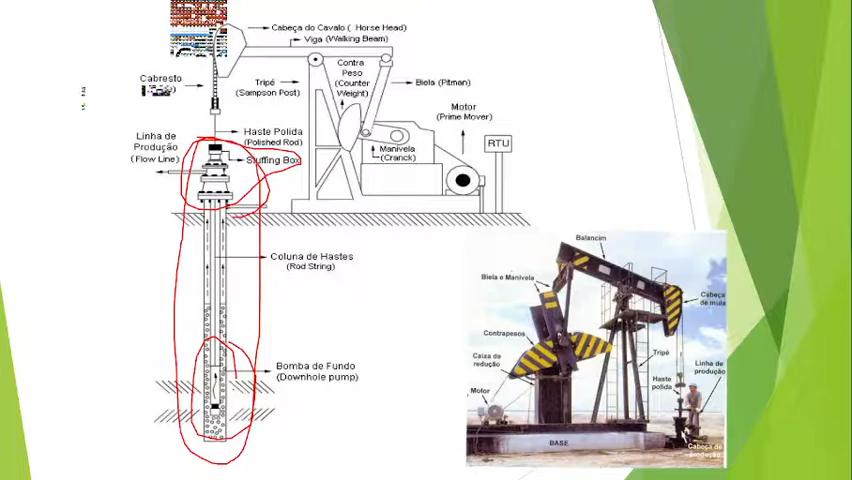 Cabeça do Cavalo ( Horse Head)
Viga (Walking Beam)
Contra
Peso
(Counter
Weight)
Cabresto
Tripé
(Sampson Post)
Biela (Pitman)
Motor
(Prime Mover)
Linha de
Produção
(Flow Line)
Haste Polida
(Polished Rod)
Stuffing Box
Manivela
(Cranck)
RTU
Coluna de Hastes
(Rod String)
Bomba de Fundo
(Downhole pump)
Balancim
Biela e Manivela
Cabeça
de mula
Contrapesos
Caixa de
redução
Tripé
Linha de
produção
Haste
polida
Motor
BASE
Cabeça de
produção